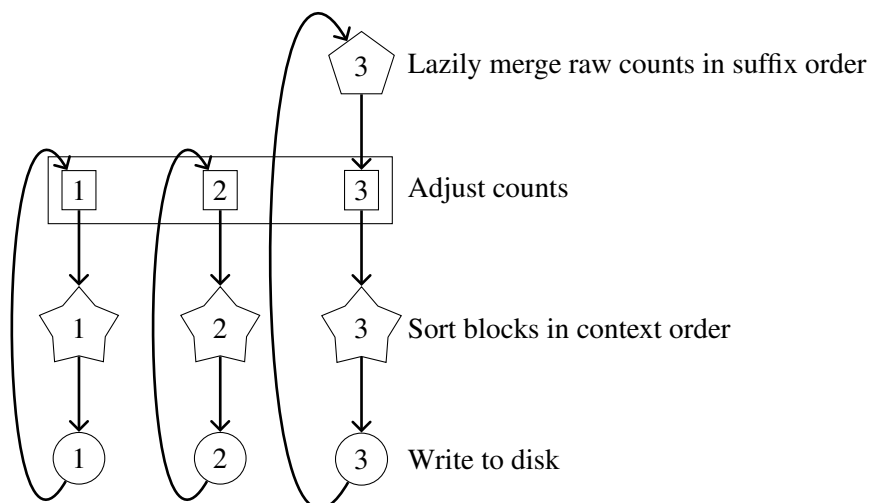 3 Lazily merge raw counts in suffix order
1 2 3 Adjust counts
1 2 3 Sort blocks in context order
1 2 3 Write to disk